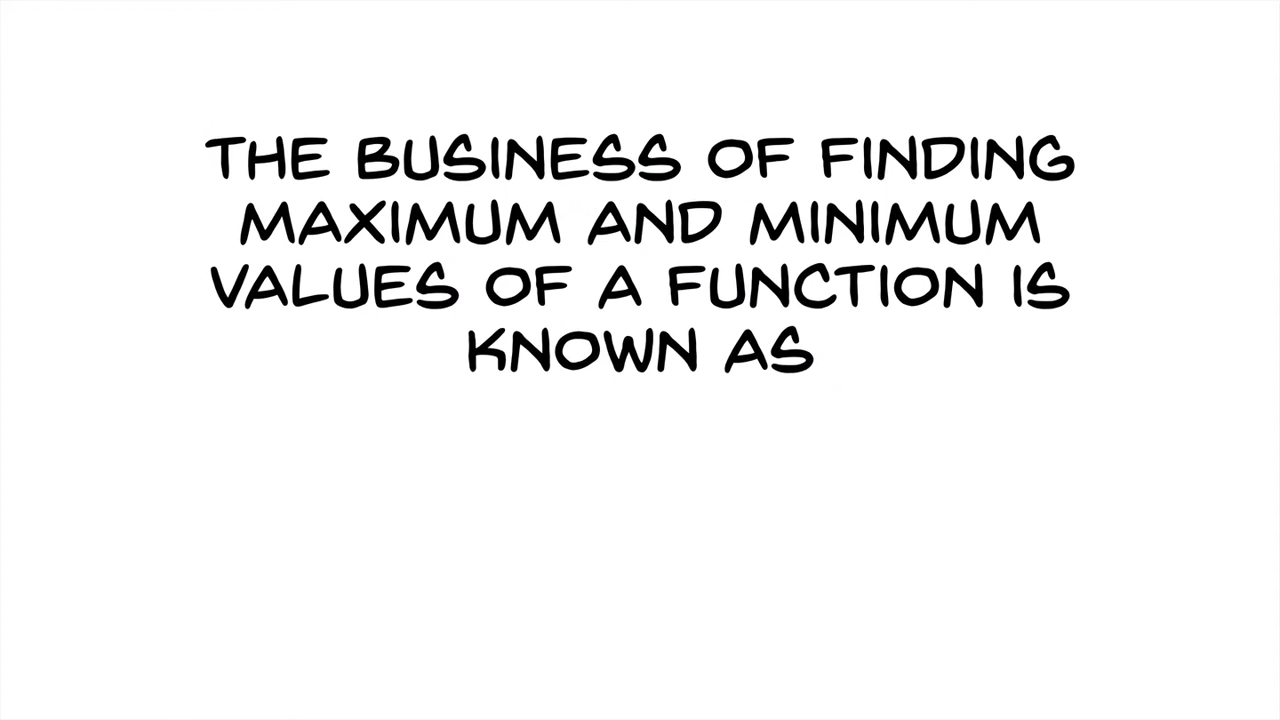 THE BUSINESS OF FINDING
MAXIMUM AND MINIMUM
VALUES OF A FUNCTION IS
KNOWN AS